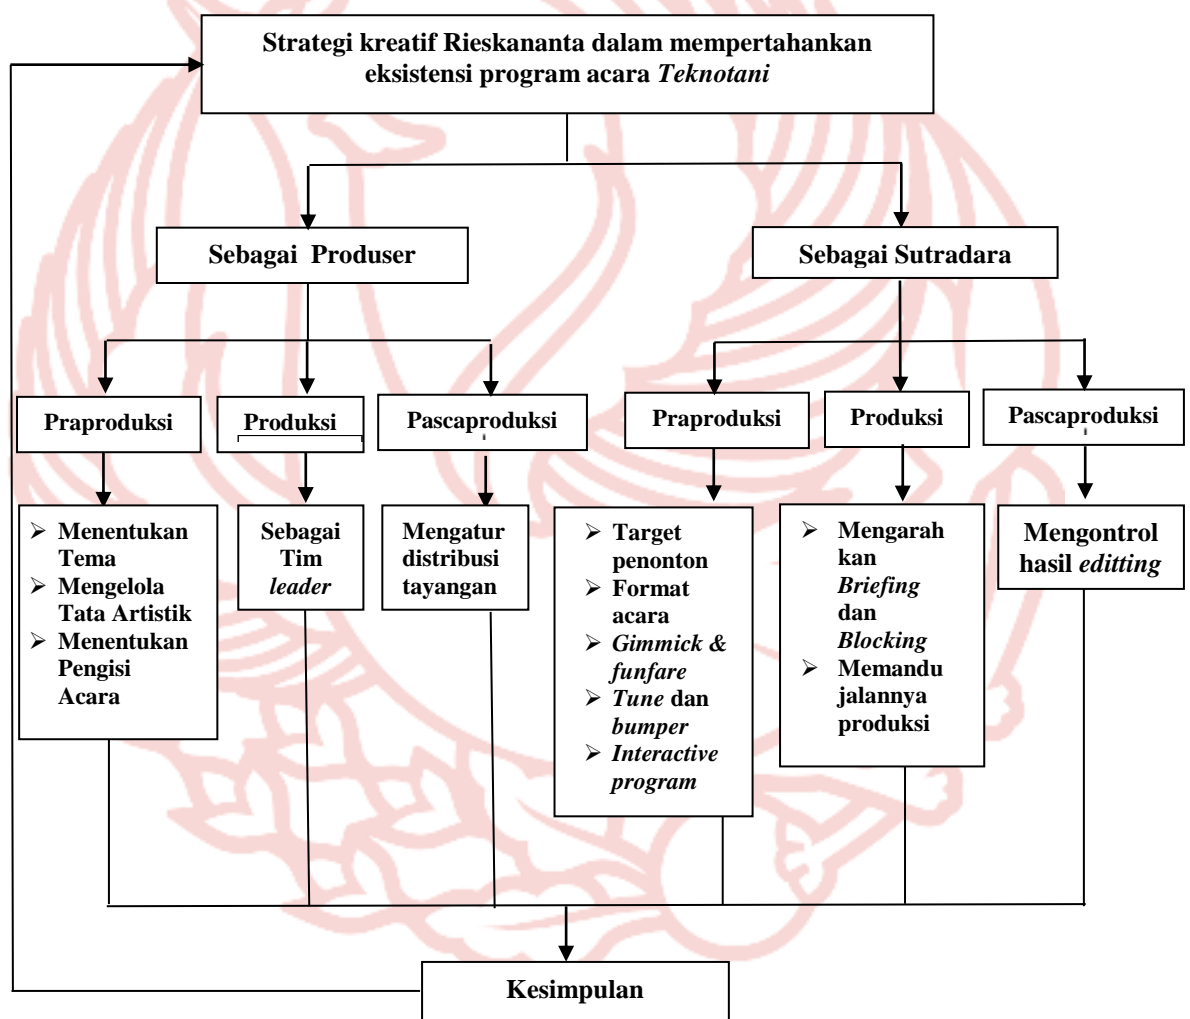 Strategi kreatif Rieskananta dalam mempertahankan
eksistensi program acara Teknotani
Sebagai Produser
Sebagai Sutradara
Praproduksi
Produksi
Pascaproduksi
Praproduksi
Produksi
Pascaproduksi
➢ Menentukan
Tema
➢ Mengelola
Tata Artistik
➢ Menentukan
Pengisi
Acara
Sebagai
Tim
leader
Mengatur
distribusi
tayangan
➢ Target
penonton
➢ Format
acara
➢ Gimmick &
funfare
➢ Tune dan
bumper
➢ Interactive
program
➢ Mengarah
kan
Briefing
dan
Blocking
➢ Memandu
jalannya
produksi
Mengontrol
hasil editting
Kesimpulan